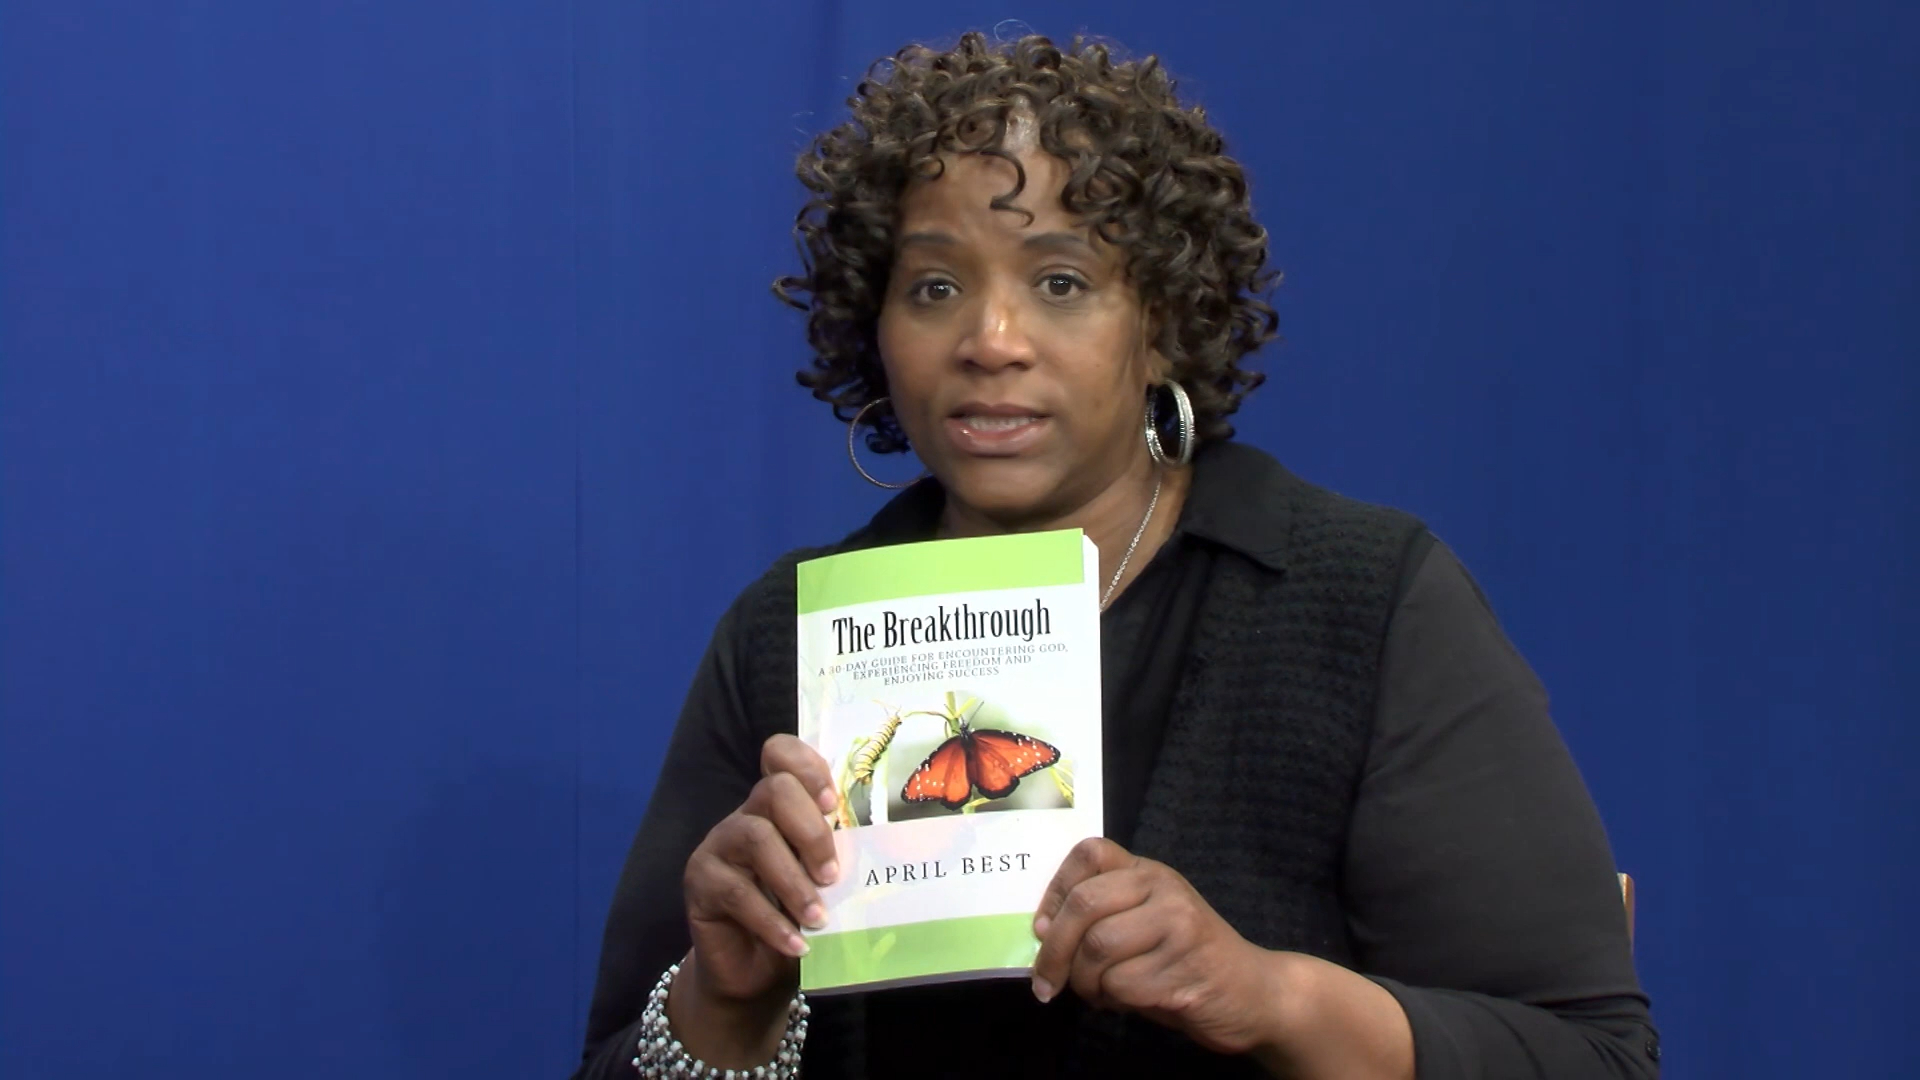 The Breakthrough
A 30-DAY GUIDE FOR ENCOUNTERING GOD,
EXPERIENCING FREEDOM AND
ENJOYING SUCCESS
APRIL BEST